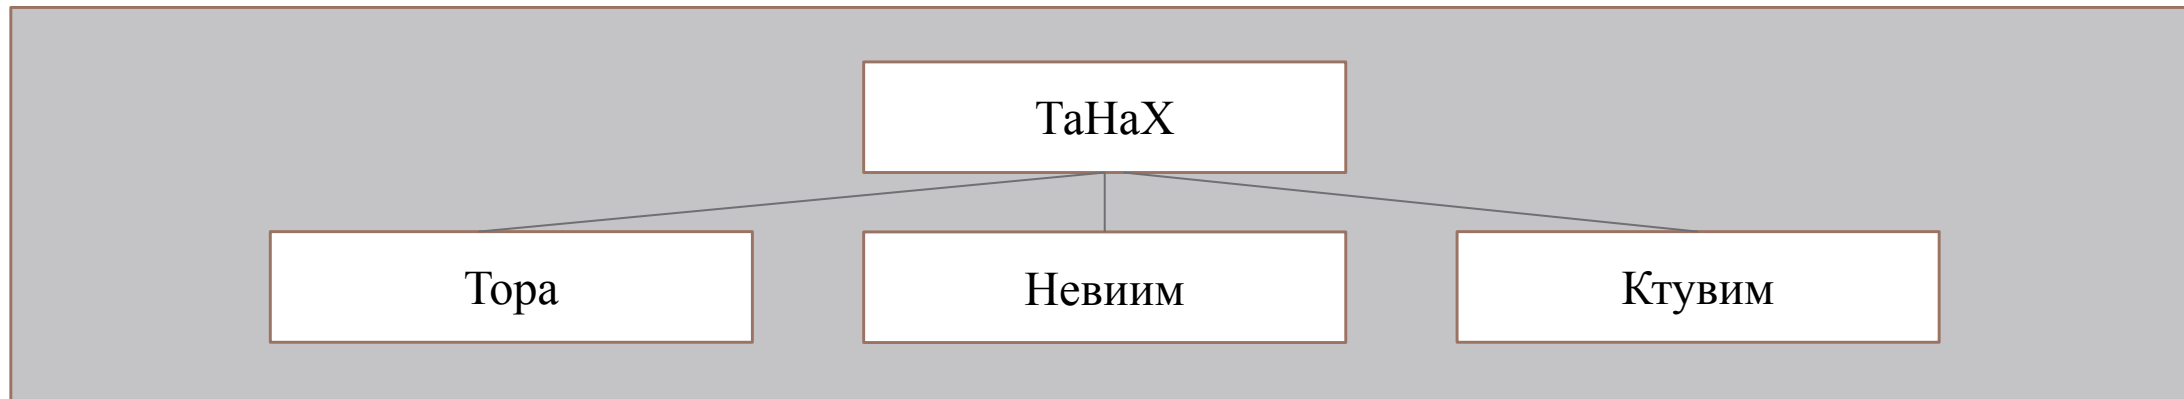 ТаНаХ
Тора
Невиим
Ктувим